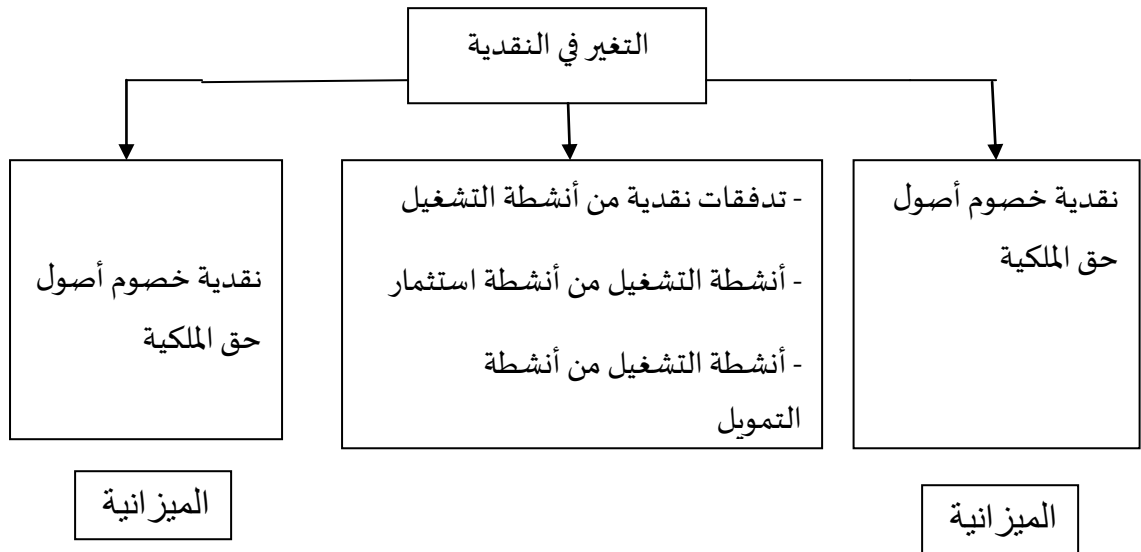 التغير في النقدية
نقدية خصوم أصول
حق الملكية
- تدفقات نقدية من أنشطة التشغيل
- أنشطة التشغيل من أنشطة استثمار
- أنشطة التشغيل من أنشطة
التمويل
نقدية خصوم أصول
حق الملكية
الميزانية
الميزانية